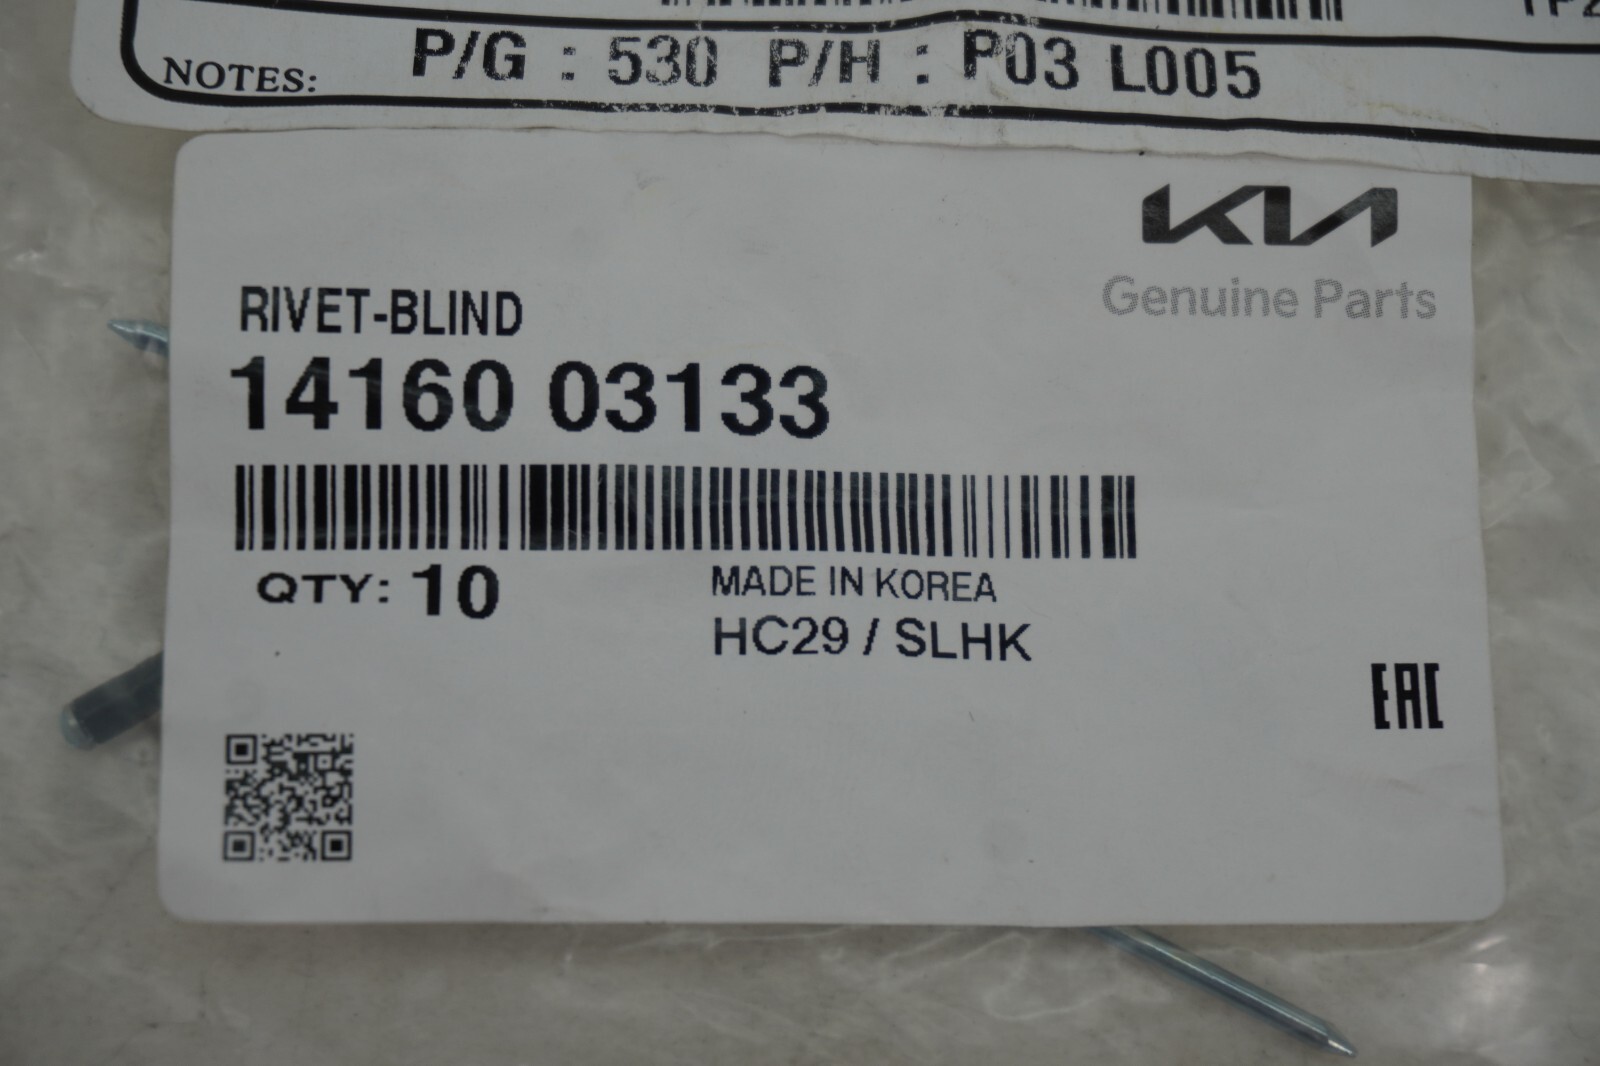 NOTES: P/G : 530 P/H : P03 L005
KIA
Genuine Parts
RIVET-BLIND
14160 03133
QTY: 10
MADE IN KOREA
HC29 / SLHK
EAC